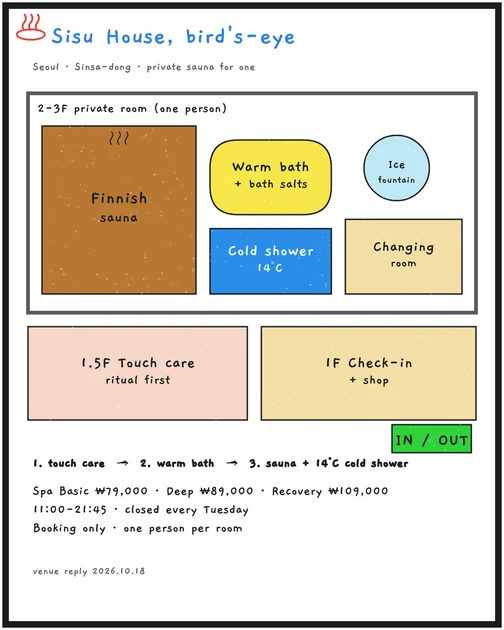 Sisu House, bird's-eye
Seoul · Sinsa-dong · private sauna for one
2-3F private room (one person)
Finnish
sauna
Warm bath
+ bath salts
Ice
fountain
Cold shower
14°C
Changing
room
1.5F Touch care
ritual first
1F Check-in
+ shop
IN / OUT
1. touch care → 2. warm bath → 3. sauna + 14°C cold shower
Spa Basic ₩79,000 · Deep ₩89,000 · Recovery ₩109,000
11:00-21:45 · closed every Tuesday
Booking only · one person per room
venue reply 2026.10.18